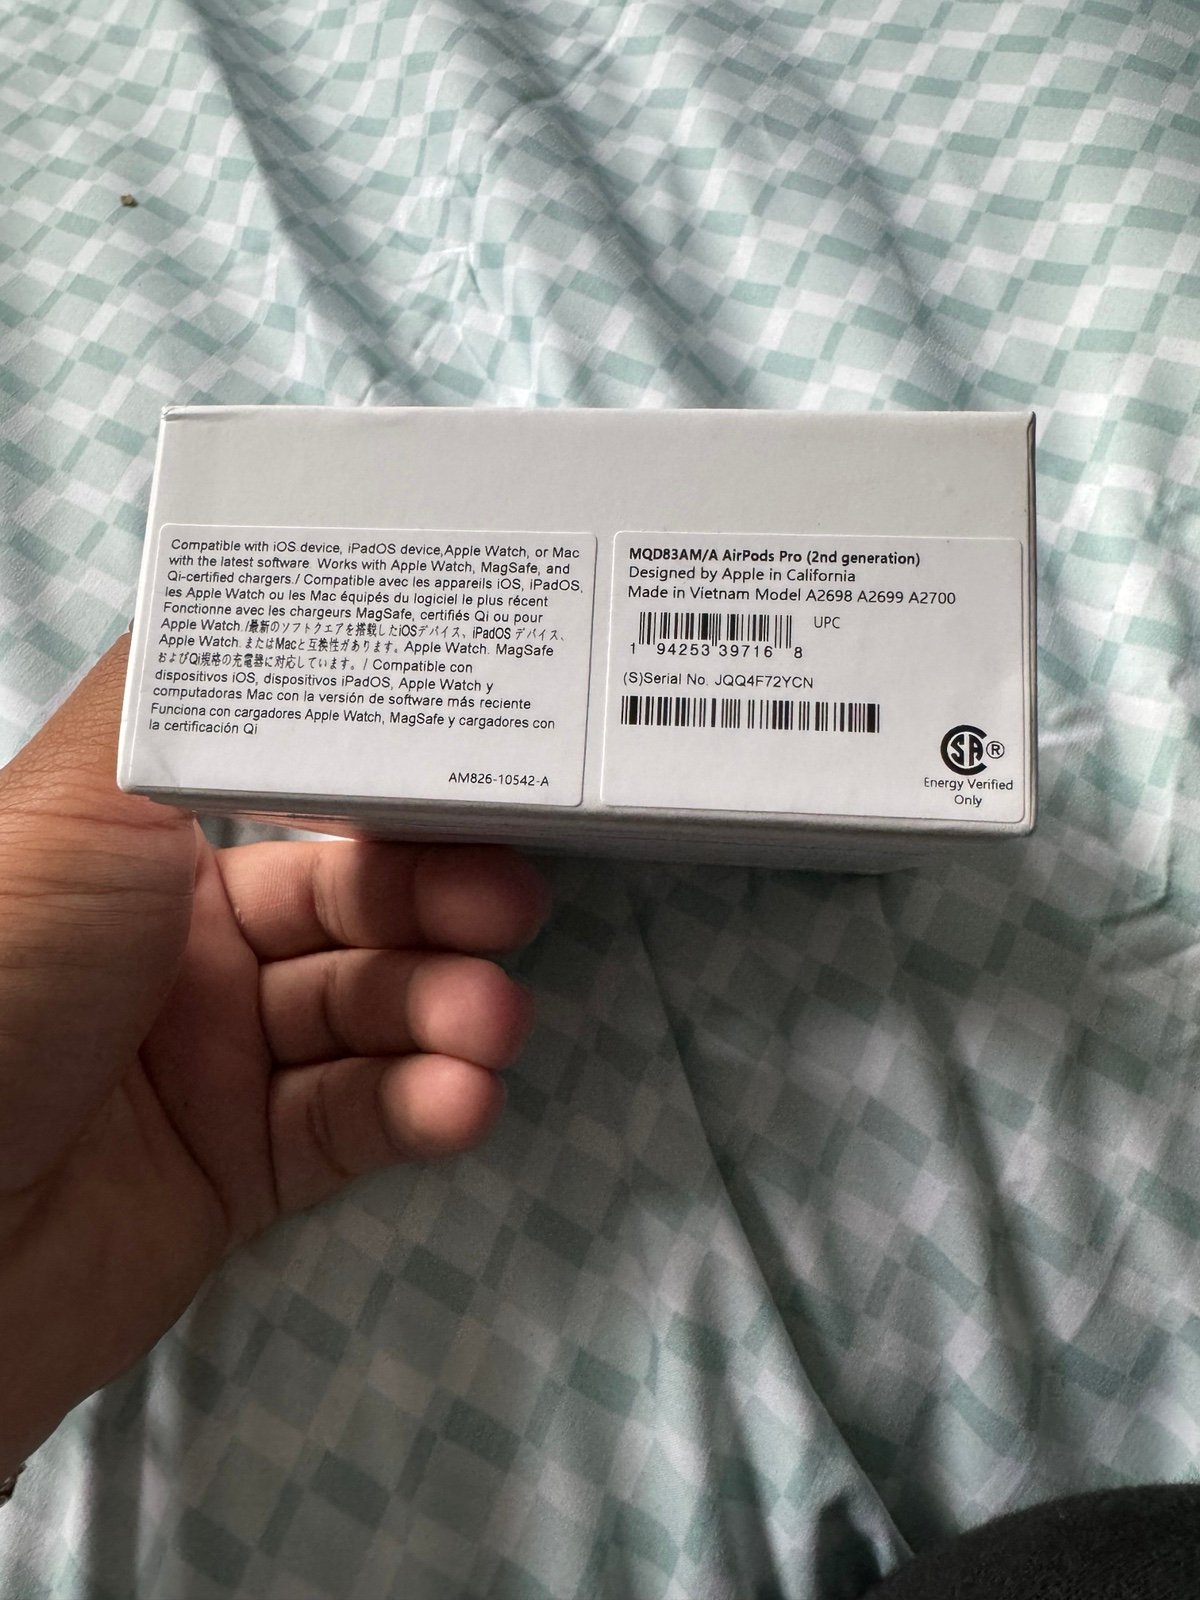 Compatible with iOS device, iPadOS device,Apple Watch, or Mac
with the latest software. Works with Apple Watch, MagSafe, and
Qi-certified chargers./ Compatible avec les appareils iOS, iPadOS,
les Apple Watch ou les Mac équipés du logiciel le plus récent
Fonctionne avec les chargeurs MagSafe, certifiés Qi ou pour
Apple Watch./最新のソフトクエアを搭載したiOSデバイス、iPadOS デバイス、
Apple Watch. またはMacと互換性があります。Apple Watch. MagSafe
およびQi規格の充電器に対応しています。/ Compatible con
dispositivos iOS, dispositivos iPadOS, Apple Watch y
computadoras Mac con la versión de software más reciente
Funciona con cargadores Apple Watch, MagSafe y cargadores con
la certificación Qi
AM826-10542-A
MQD83AM/A AirPods Pro (2nd generation)
Designed by Apple in California
Made in Vietnam Model A2698 A2699 A2700
UPC
1 94253 39716 8
(S)Serial No. JQQ4F72YCN
SA ®
Energy Verified
Only